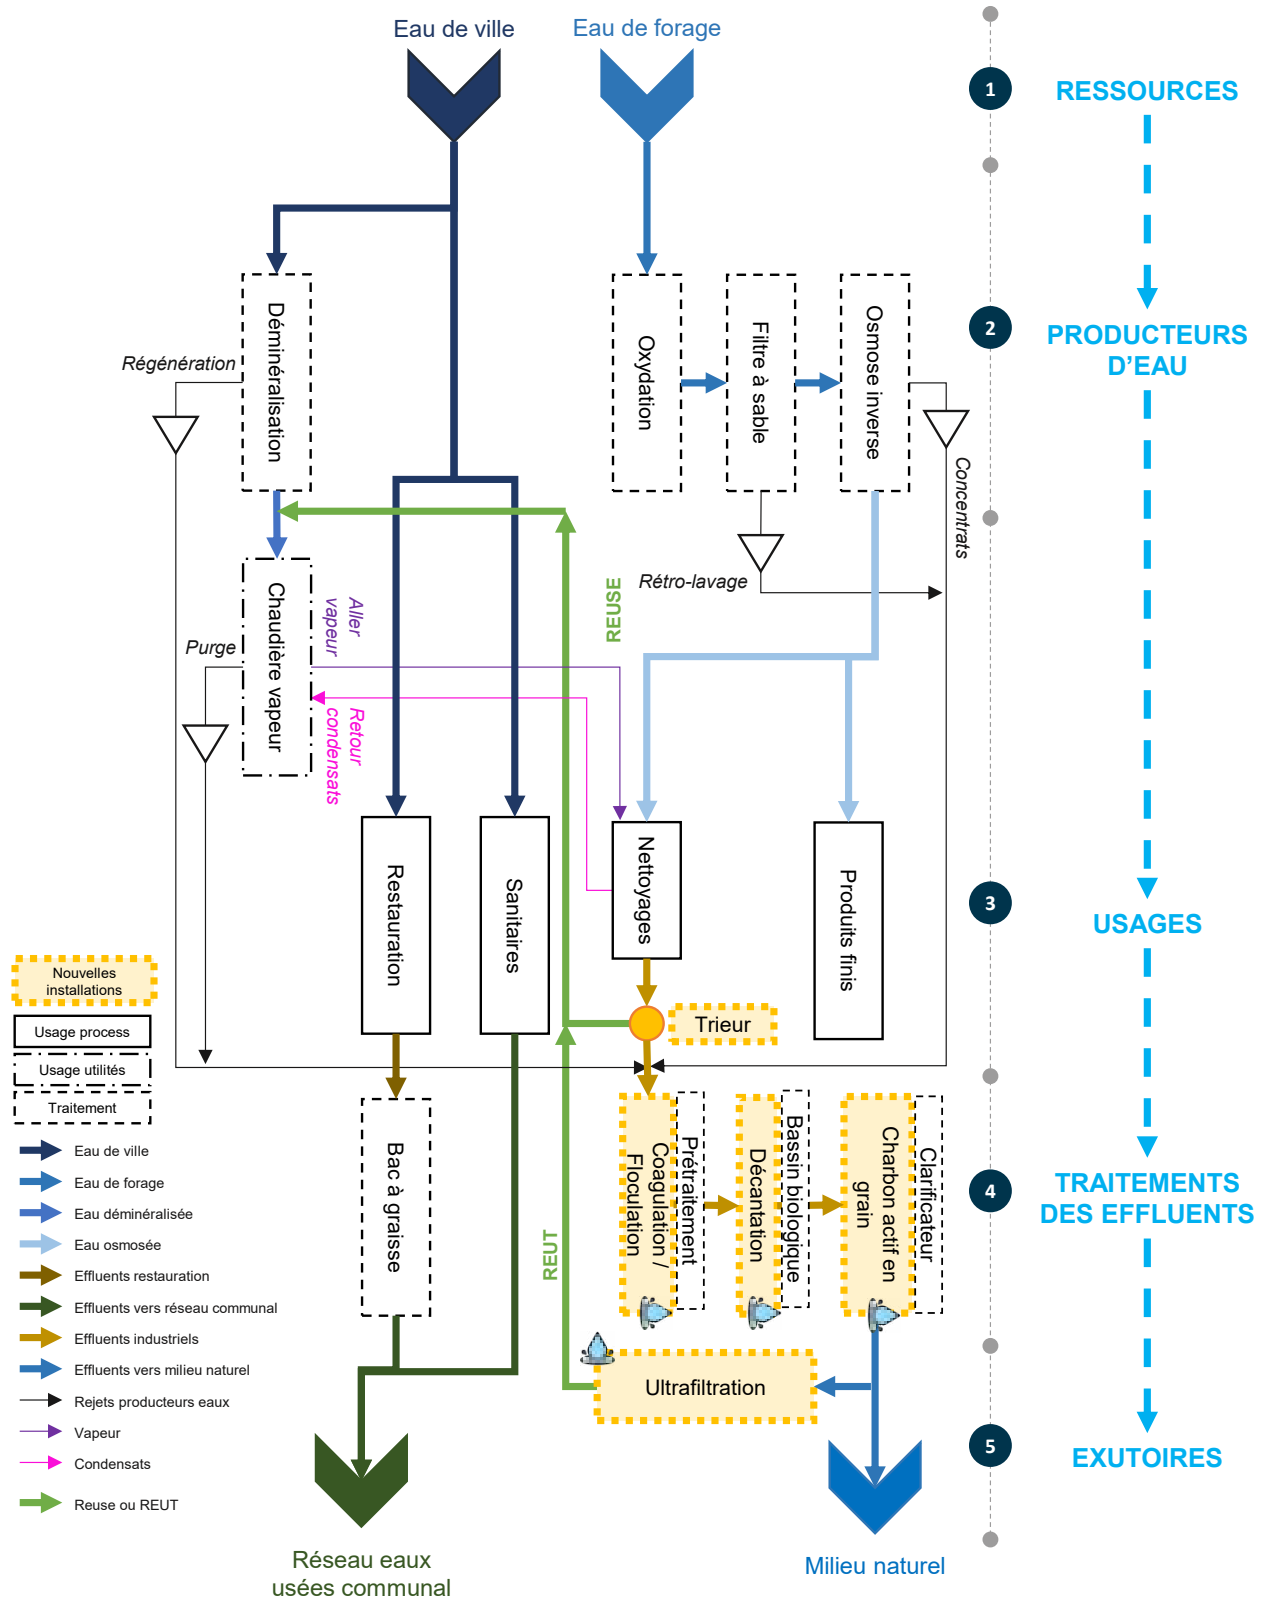 Eau de ville
Eau de forage
1
RESSOURCES
Déminéralisation
Oxydation
Filtre à sable
Osmose inverse
2
PRODUCTEURS
D'EAU
Régénération
Concentrats
Rétro-lavage
REUSE
Chaudière vapeur
Aller
vapeur
Purge
Retour
condensats
Restauration
Sanitaires
Nettoyages
Produits finis
3
USAGES
Nouvelles
installations
Usage process
Usage utilités
Traitement
Eau de ville
Eau de forage
Eau déminéralisée
Eau osmosée
Effluents restauration
Effluents vers réseau communal
Effluents industriels
Effluents vers milieu naturel
Rejets producteurs eaux
Vapeur
Condensats
Reuse ou REUT
Trieur
Bac à graisse
Prétraitement
Coagulation /
Floculation
Bassin biologique
Décantation
Clarificateur
Charbon actif en
grain
4
TRAITEMENTS
DES EFFLUENTS
REUT
Ultrafiltration
5
EXUTOIRES
Réseau eaux
usées communal
Milieu naturel